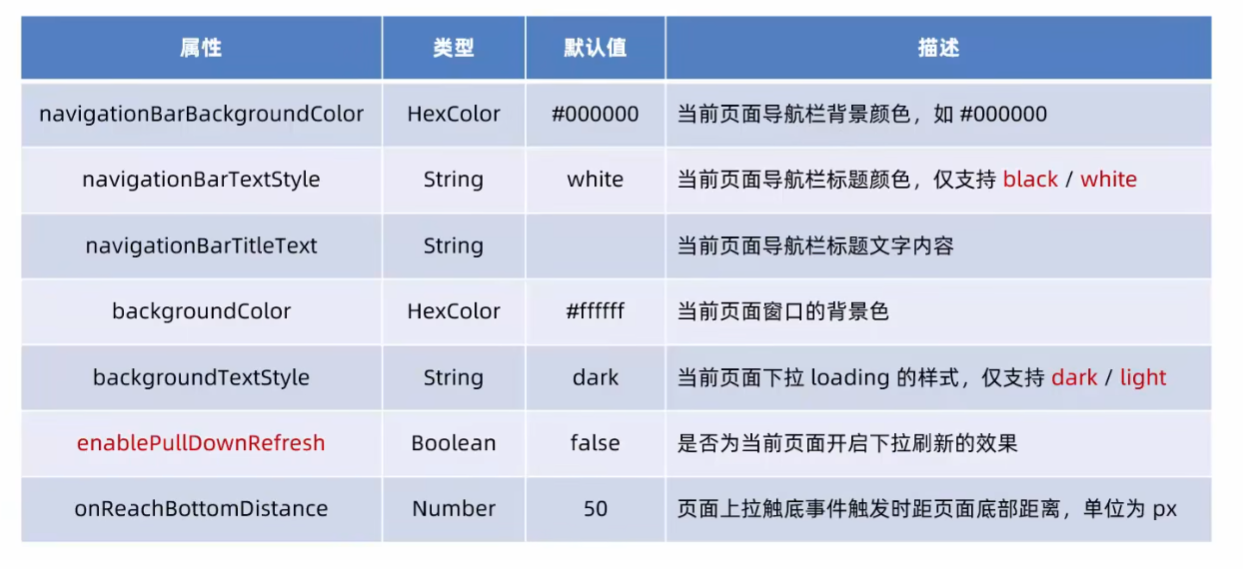 属性 类型 默认值 描述
navigationBarBackgroundColor HexColor #000000 当前页面导航栏背景颜色，如 #000000
navigationBarTextStyle String white 当前页面导航栏标题颜色，仅支持 black / white
navigationBarTitleText String 当前页面导航栏标题文字内容
backgroundColor HexColor #ffffff 当前页面窗口的背景色
backgroundTextStyle String dark 当前页面下拉 loading 的样式，仅支持 dark / light
enablePullDownRefresh Boolean false 是否为当前页面开启下拉刷新的效果
onReachBottomDistance Number 50 页面上拉触底事件触发时距页面底部距离，单位为 px